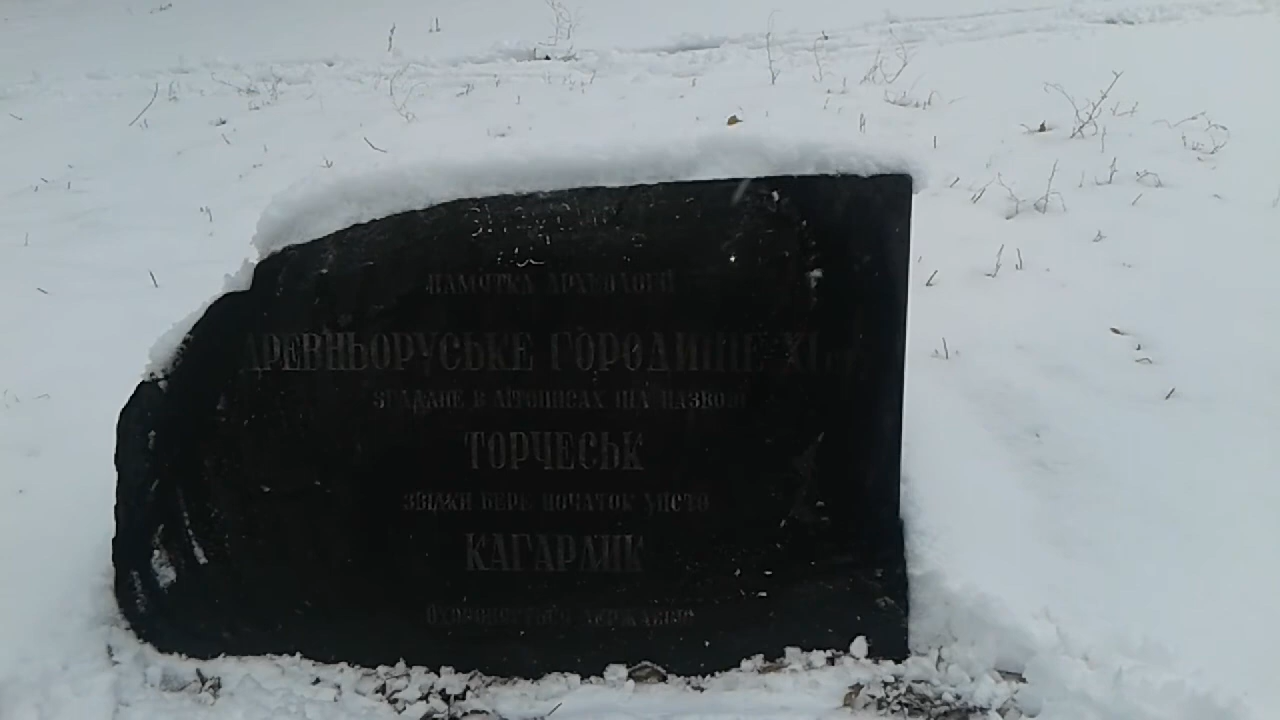 ПАМ'ЯТКА АРХЕОЛОГІЇ
ДРЕВНЬОРУСЬКЕ ГОРОДИЩЕ
ЗГАДАНЕ В ЛІТОПИСАХ ПІД НАЗВОЮ
ТОРЧЕСЬК
ЗВІДКИ БЕРЕ ПОЧАТОК МІСТО
КАГАРЛИК
ОХОРОНЯЄТЬСЯ ДЕРЖАВОЮ